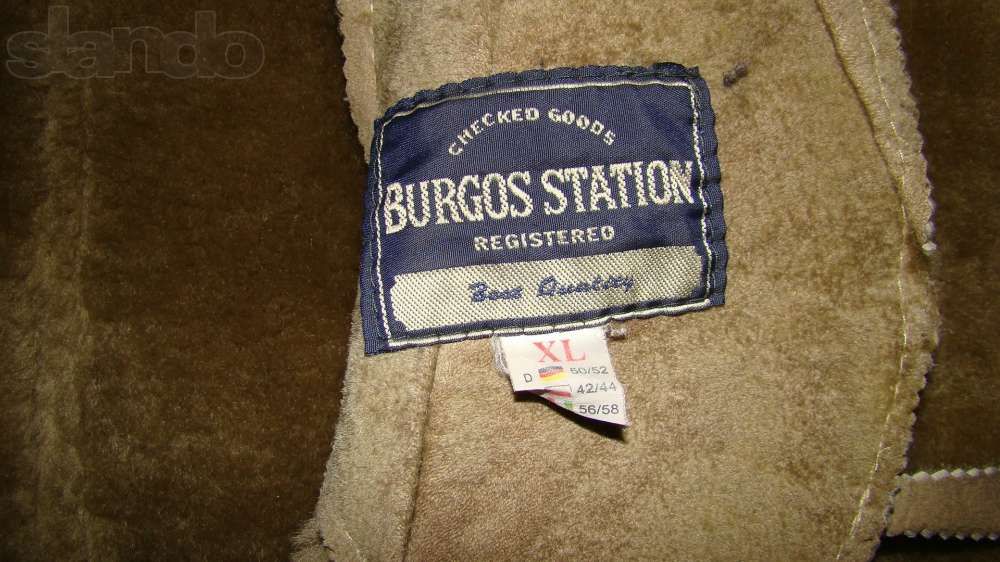 slando
CHECKED GOODS
BURGOS STATION
REGISTERED
Best Quality
XL
D 50/52
42/44
56/58